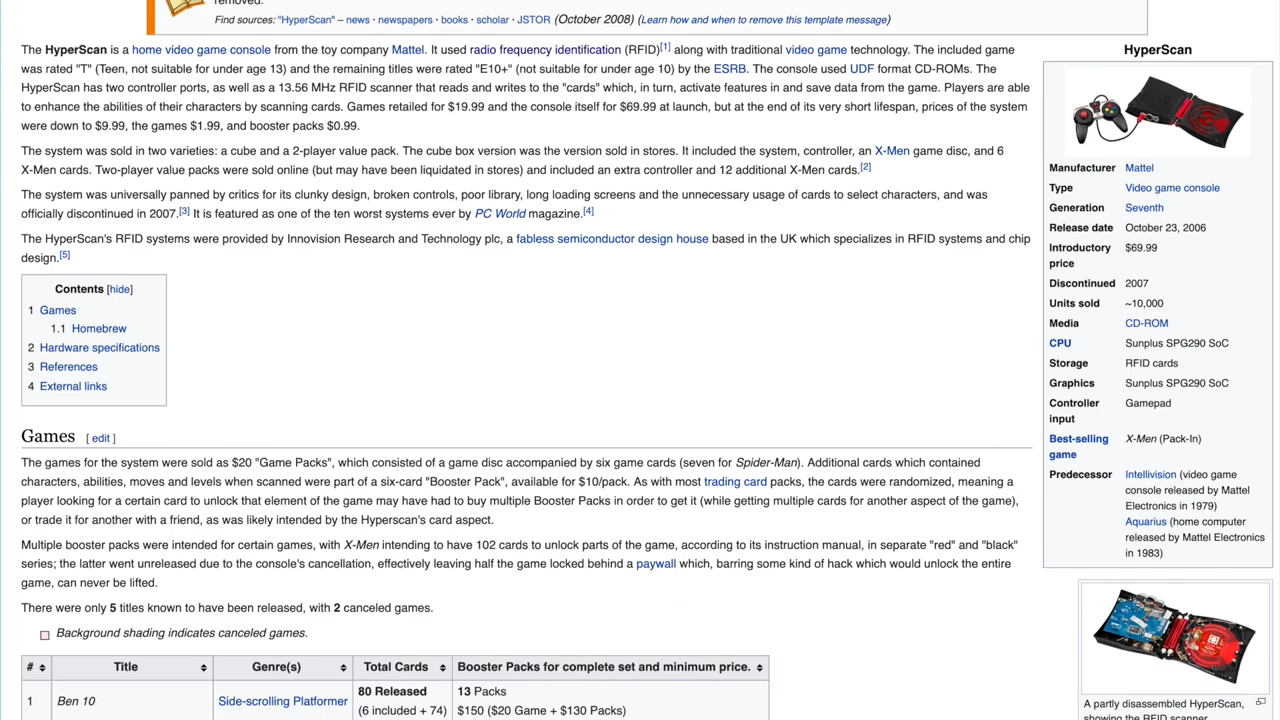 removed.
Find sources: "HyperScan" – news · newspapers · books · scholar · JSTOR (October 2008) (Learn how and when to remove this template message)
The HyperScan is a home video game console from the toy company Mattel. It used radio frequency identification (RFID)[1] along with traditional video game technology. The included game
was rated "T" (Teen, not suitable for under age 13) and the remaining titles were rated "E10+" (not suitable for under age 10) by the ESRB. The console used UDF format CD-ROMs. The
HyperScan has two controller ports, as well as a 13.56 MHz RFID scanner that reads and writes to the "cards" which, in turn, activate features in and save data from the game. Players are able
to enhance the abilities of their characters by scanning cards. Games retailed for $19.99 and the console itself for $69.99 at launch, but at the end of its very short lifespan, prices of the system
were down to $9.99, the games $1.99, and booster packs $0.99.
The system was sold in two varieties: a cube and a 2-player value pack. The cube box version was the version sold in stores. It included the system, controller, an X-Men game disc, and 6
X-Men cards. Two-player value packs were sold online (but may have been liquidated in stores) and included an extra controller and 12 additional X-Men cards.[2]
The system was universally panned by critics for its clunky design, broken controls, poor library, long loading screens and the unnecessary usage of cards to select characters, and was
officially discontinued in 2007.[3] It is featured as one of the ten worst systems ever by PC World magazine.[4]
The HyperScan's RFID systems were provided by Innovision Research and Technology plc, a fabless semiconductor design house based in the UK which specializes in RFID systems and chip
design.[5]
Contents [hide]
1 Games
1.1 Homebrew
2 Hardware specifications
3 References
4 External links
Games [ edit ]
The games for the system were sold as $20 "Game Packs", which consisted of a game disc accompanied by six game cards (seven for Spider-Man). Additional cards which contained
characters, abilities, moves and levels when scanned were part of a six-card "Booster Pack", available for $10/pack. As with most trading card packs, the cards were randomized, meaning a
player looking for a certain card to unlock that element of the game may have had to buy multiple Booster Packs in order to get it (while getting multiple cards for another aspect of the game),
or trade it for another with a friend, as was likely intended by the Hyperscan's card aspect.
Multiple booster packs were intended for certain games, with X-Men intending to have 102 cards to unlock parts of the game, according to its instruction manual, in separate "red" and "black"
series; the latter went unreleased due to the console's cancellation, effectively leaving half the game locked behind a paywall which, barring some kind of hack which would unlock the entire
game, can never be lifted.
There were only 5 titles known to have been released, with 2 canceled games.
Background shading indicates canceled games.
# Title Genre(s) Total Cards Booster Packs for complete set and minimum price.
1 Ben 10 Side-scrolling Platformer 80 Released 13 Packs
(6 included + 74) $150 ($20 Game + $130 Packs)
HyperScan
Manufacturer Mattel
Type Video game console
Generation Seventh
Release date October 23, 2006
Introductory $69.99
price
Discontinued 2007
Units sold ~10,000
Media CD-ROM
CPU Sunplus SPG290 SoC
Storage RFID cards
Graphics Sunplus SPG290 SoC
Controller Gamepad
input
Best-selling X-Men (Pack-In)
game
Predecessor Intellivision (video game
console released by Mattel
Electronics in 1979)
Aquarius (home computer
released by Mattel Electronics
in 1983)
A partly disassembled HyperScan,
showing the RFID scanner